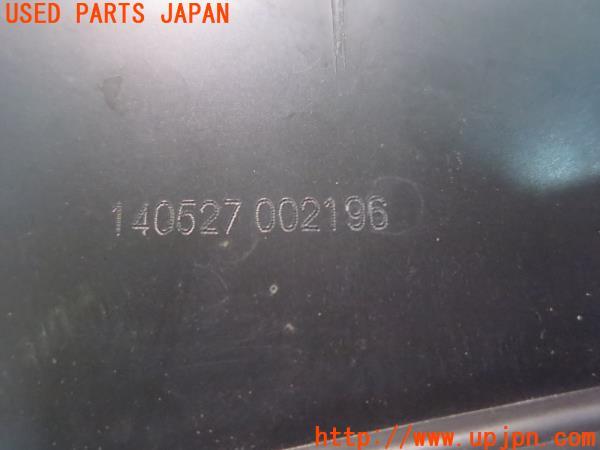 USED PARTS JAPAN
140527 002196
http://www.upjpn.com